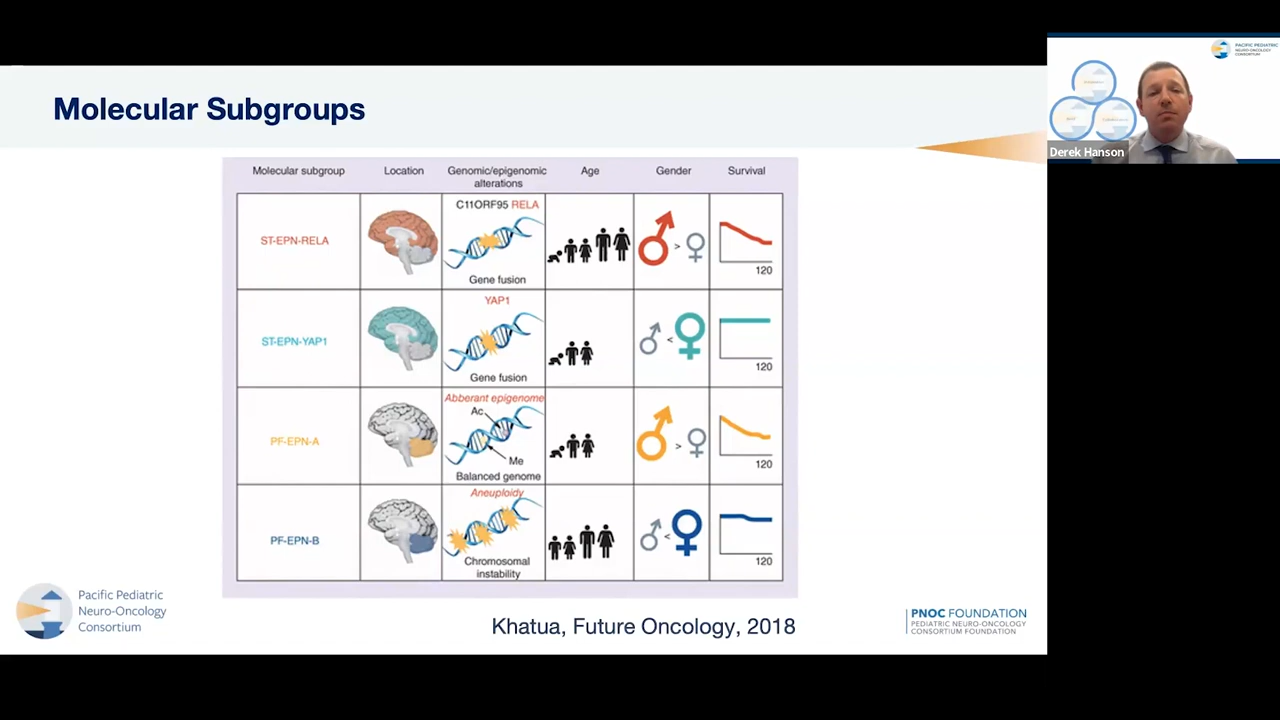 Molecular Subgroups
Molecular subgroup
Location
Genomic/epigenomic
alterations
Age
Gender
Survival
ST-EPN-RELA
C11ORF95 RELA
Gene fusion
>
120
ST-EPN-YAP1
YAP1
Gene fusion
<
120
PF-EPN-A
Abberant epigenome
Ac
Me
Balanced genome
>
120
PF-EPN-B
Aneuploidy
Chromosomal
instability
<
120
Khatua, Future Oncology, 2018
Pacific Pediatric
Neuro-Oncology
Consortium
PNOC FOUNDATION
PEDIATRIC NEURO-ONCOLOGY
CONSORTIUM FOUNDATION
PACIFIC PEDIATRIC
NEURO-ONCOLOGY
CONSORTIUM
Derek Hanson